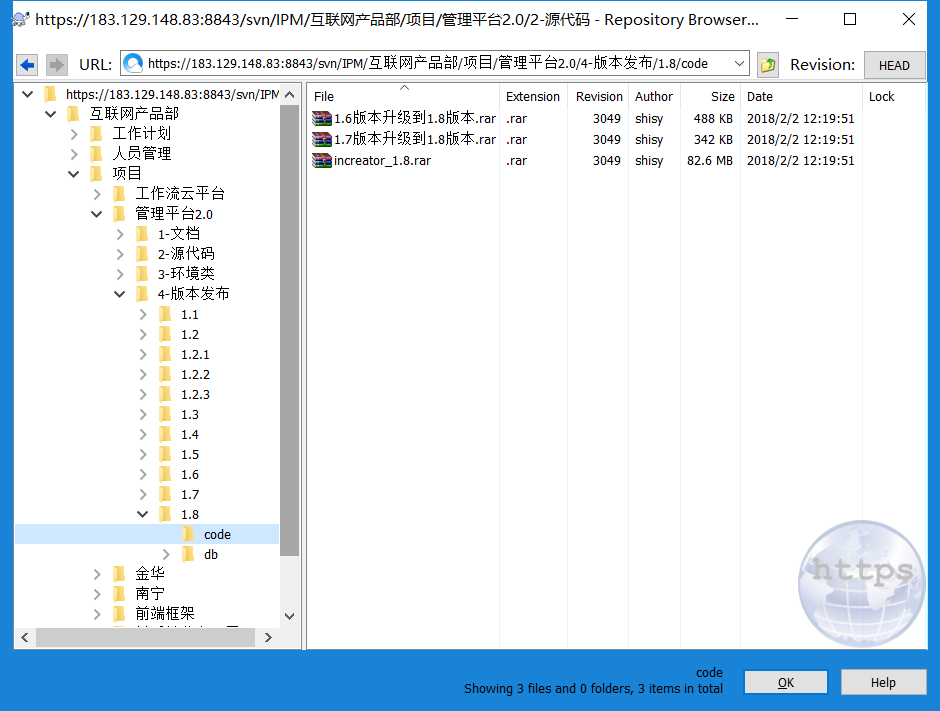 https://183.129.148.83:8843/svn/IPM/互联网产品部/项目/管理平台2.0/2-源代码 - Repository Browser...
URL: https://183.129.148.83:8843/svn/IPM/互联网产品部/项目/管理平台2.0/4-版本发布/1.8/code Revision: HEAD
https://183.129.148.83:8843/svn/IPM
互联网产品部
工作计划
人员管理
项目
工作流云平台
管理平台2.0
1-文档
2-源代码
3-环境类
4-版本发布
1.1
1.2
1.2.1
1.2.2
1.2.3
1.3
1.4
1.5
1.6
1.7
1.8
code
db
金华
南宁
前端框架
File Extension Revision Author Size Date Lock
1.6版本升级到1.8版本.rar .rar 3049 shisy 488 KB 2018/2/2 12:19:51
1.7版本升级到1.8版本.rar .rar 3049 shisy 342 KB 2018/2/2 12:19:51
increator_1.8.rar .rar 3049 shisy 82.6 MB 2018/2/2 12:19:51
https
code
Showing 3 files and 0 folders, 3 items in total
OK Help